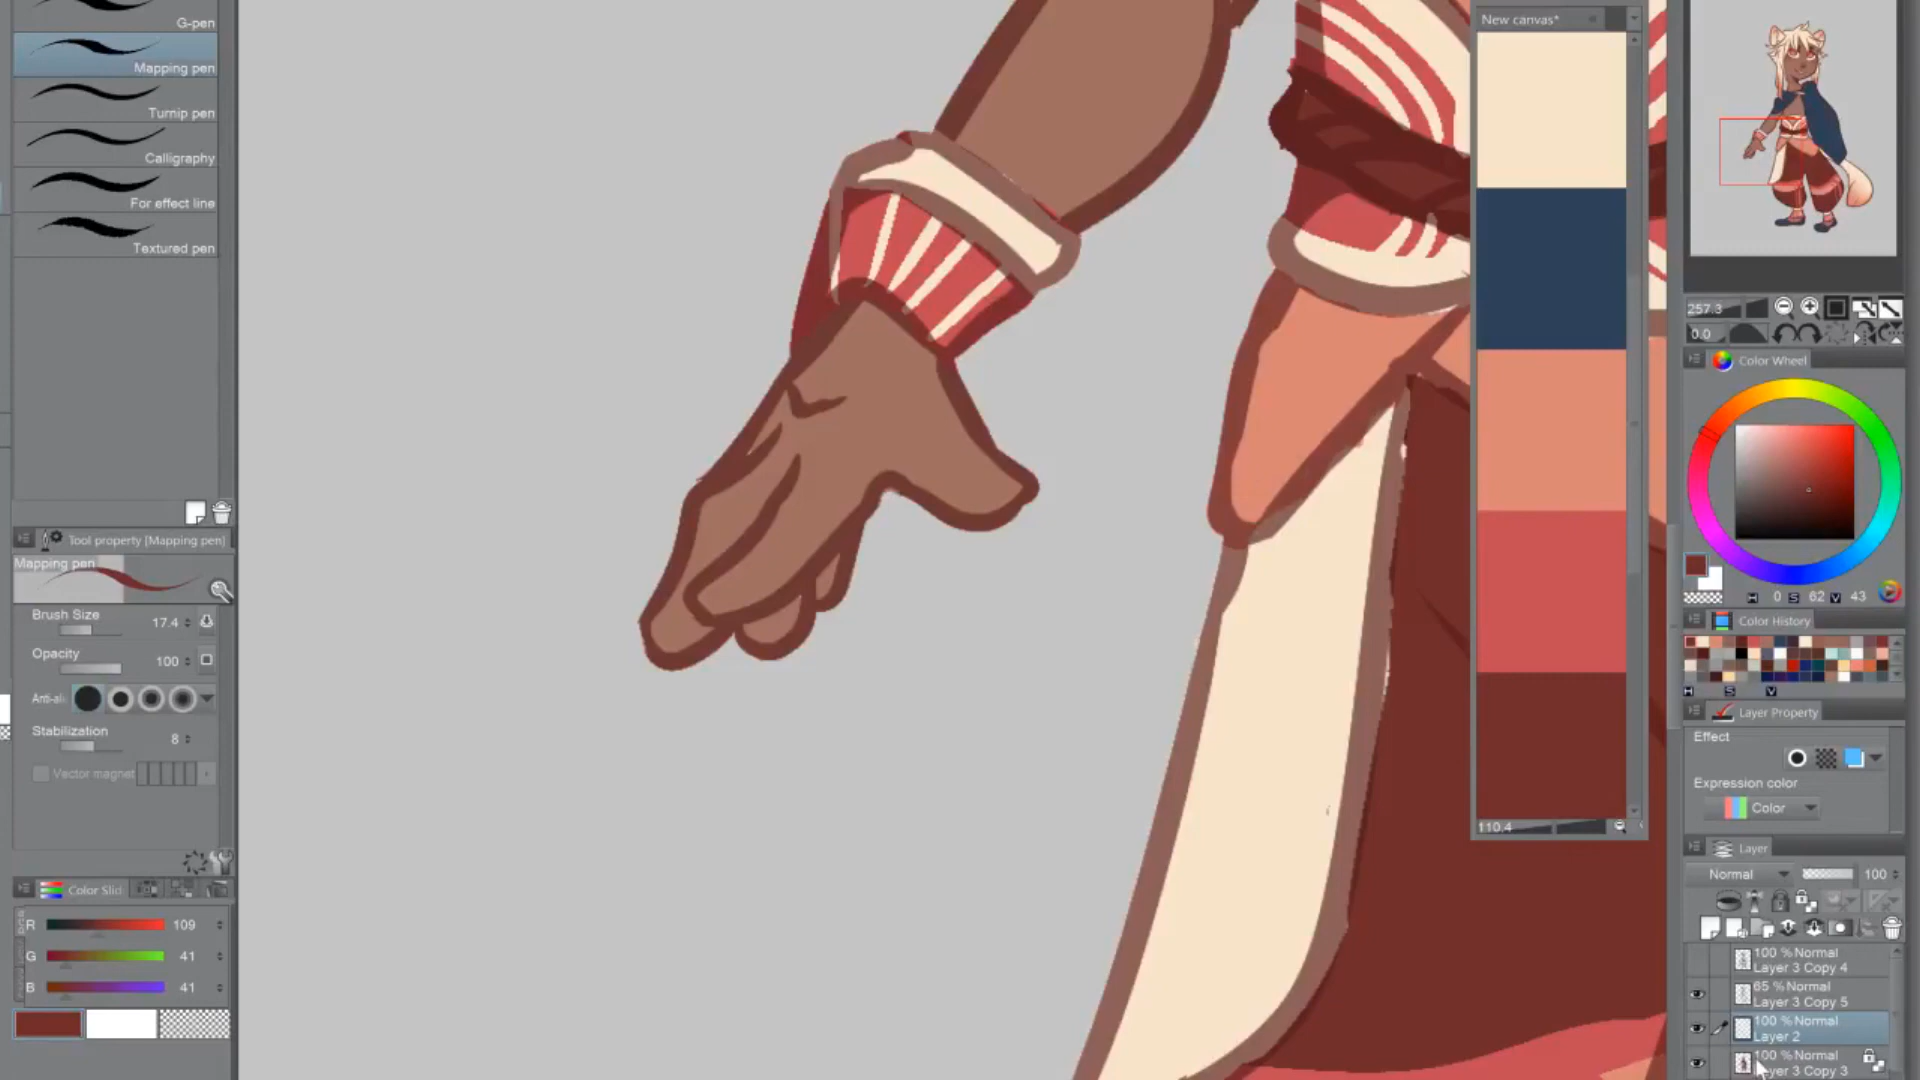 G-pen
Mapping pen
Turnip pen
Calligraphy
For effect line
Textured pen
Tool property [Mapping pen]
Mapping pen
Brush Size 17.4
Opacity 100
Anti-ali
Stabilization 8
Vector magnet
Color Slid
R 109
G 41
B 41
New canvas*
110.4
257.3
0.0
Color Wheel
H 0 S 62 V 43
Color History
H S V
Layer Property
Effect
Expression color
Color
Layer
Normal 100
100 % Normal
Layer 3 Copy 4
65 % Normal
Layer 3 Copy 5
100 % Normal
Layer 2
100 % Normal
Layer 3 Copy 3